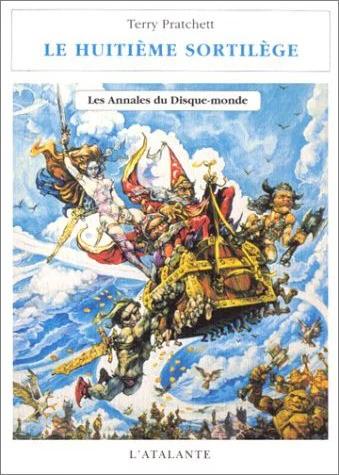 Terry Pratchett
LE HUITIÈME SORTILÈGE
Les Annales du Disque-monde
L'ATALANTE